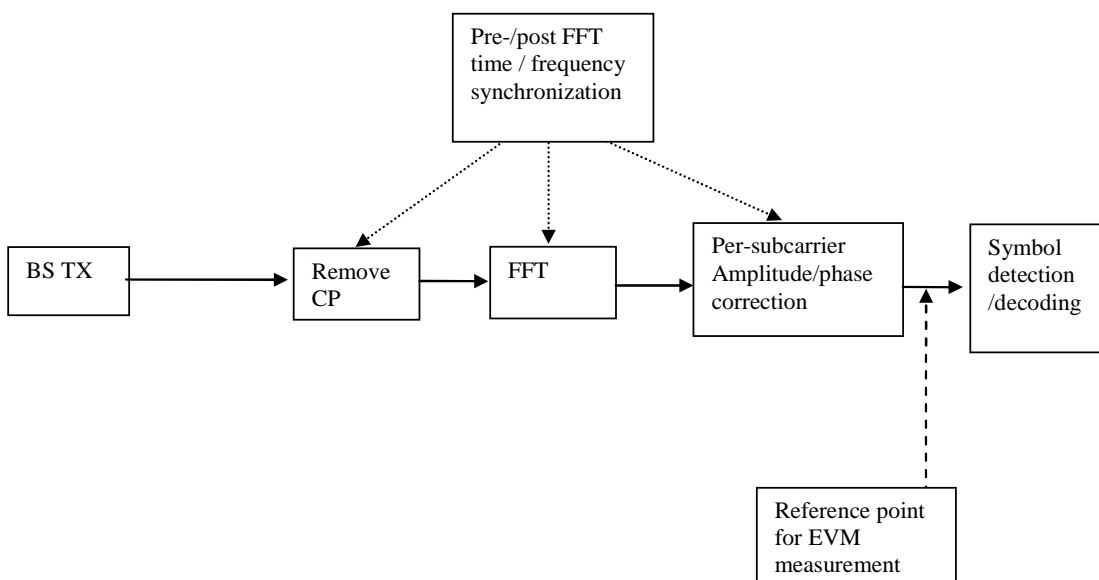 Pre-/post FFT
time / frequency
synchronization
BS TX
Remove
CP
FFT
Per-subcarrier
Amplitude/phase
correction
Symbol
detection
/decoding
Reference point
for EVM
measurement